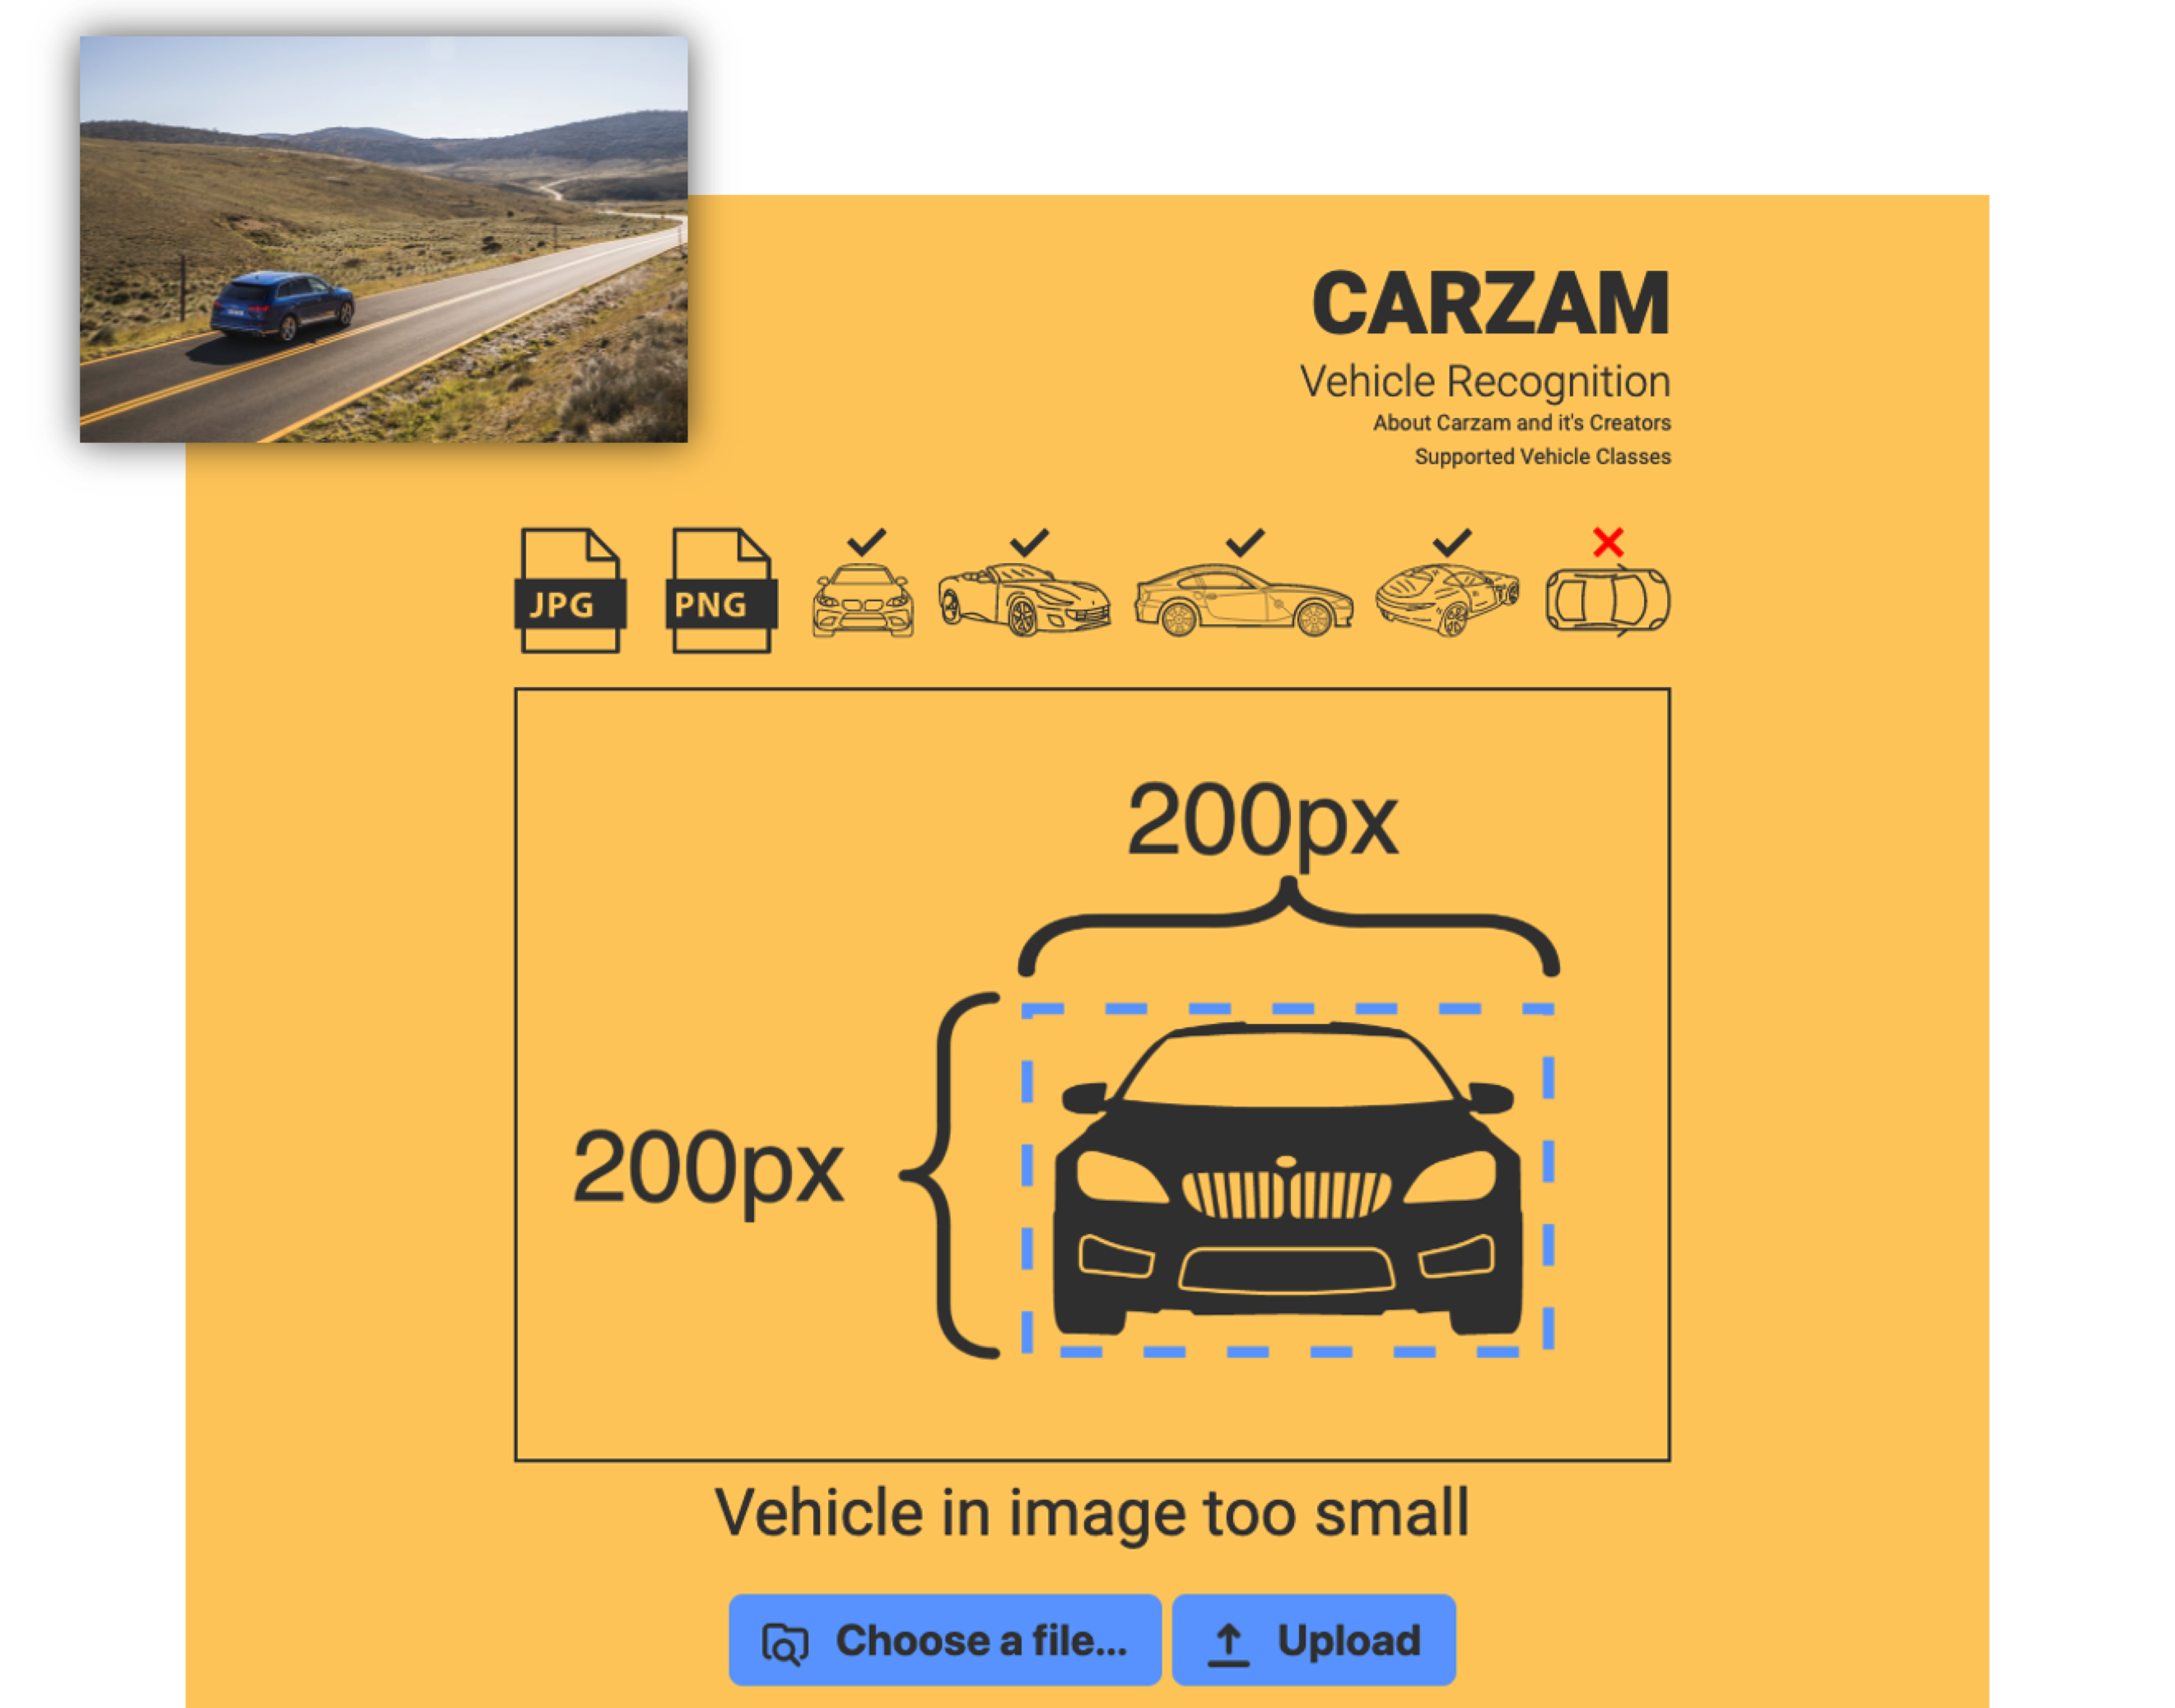 CARZAM
Vehicle Recognition
About Carzam and it's Creators
Supported Vehicle Classes
JPG
PNG
200px
200px
Vehicle in image too small
Choose a file...
Upload